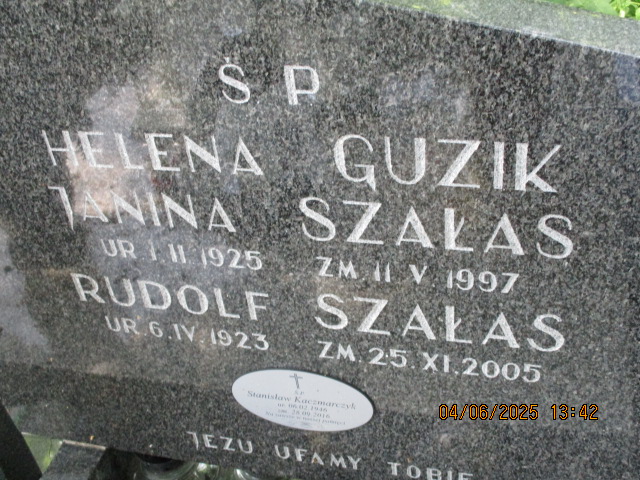 Ś P
HELENA GUZIK
JANINA SZAŁAS
UR 1.II 1925 ZM. 11 V. 1997
RUDOLF SZAŁAS
UR. 6.IV.1923 ZM. 25.XI.2005
Ś.P.
Stanisław Kaczmarczyk
JEZU UFAMY TOBIE
04/06/2025 13:42